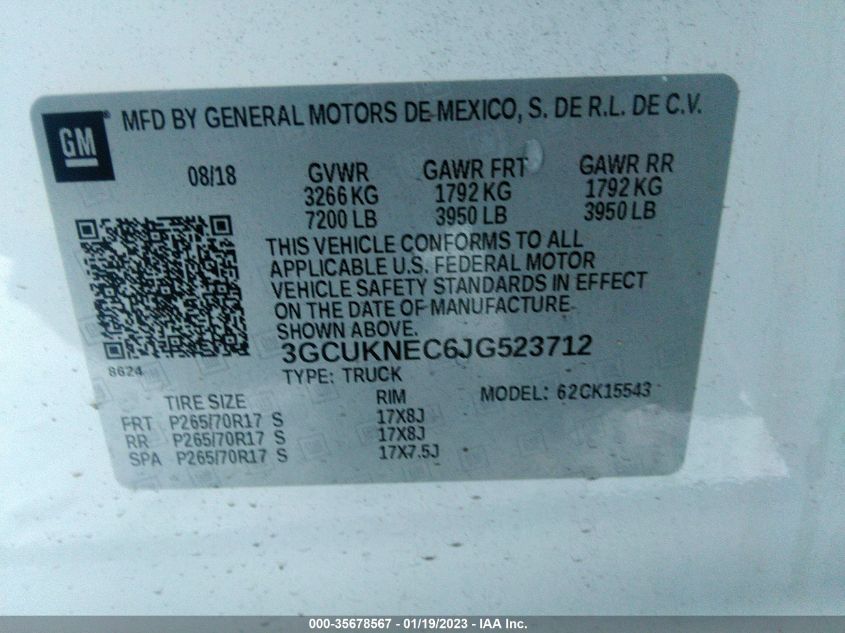 GM® MFD BY GENERAL MOTORS DE MEXICO, S. DE R.L. DE C.V.
08/18 GVWR GAWR FRT GAWR RR
3266 KG 1792 KG 1792 KG
7200 LB 3950 LB 3950 LB
THIS VEHICLE CONFORMS TO ALL
APPLICABLE U.S. FEDERAL MOTOR
VEHICLE SAFETY STANDARDS IN EFFECT
ON THE DATE OF MANUFACTURE
SHOWN ABOVE.
3GCUKNEC6JG523712
8624
TYPE: TRUCK
MODEL: 62CK15543
TIRE SIZE RIM
FRT P265/70R17 S 17X8J
RR P265/70R17 S 17X8J
SPA P265/70R17 S 17X7.5J
000-35678567 - 01/19/2023 - IAA Inc.